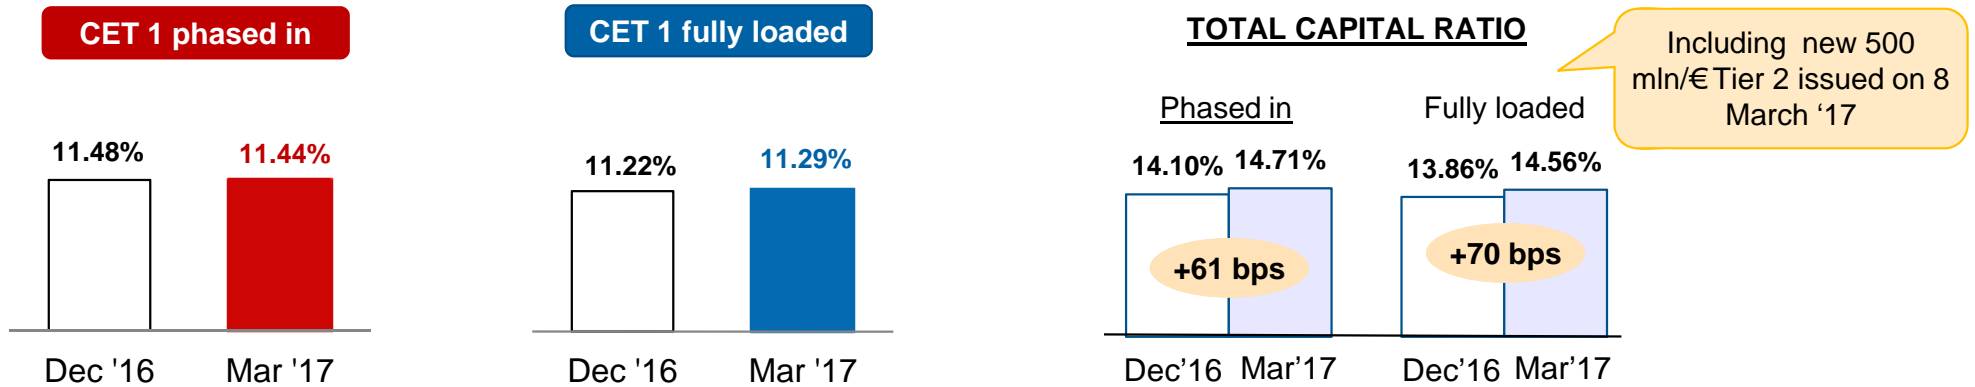 CET 1 phased in
11.48%
11.44%
Dec '16
Mar '17
CET 1 fully loaded
11.22%
11.29%
Dec '16
Mar '17
TOTAL CAPITAL RATIO
Including new 500
mln/€ Tier 2 issued on 8
March ‘17
Phased in
14.10%
14.71%
+61 bps
Dec’16
Mar’17
Fully loaded
13.86%
14.56%
+70 bps
Dec’16
Mar’17